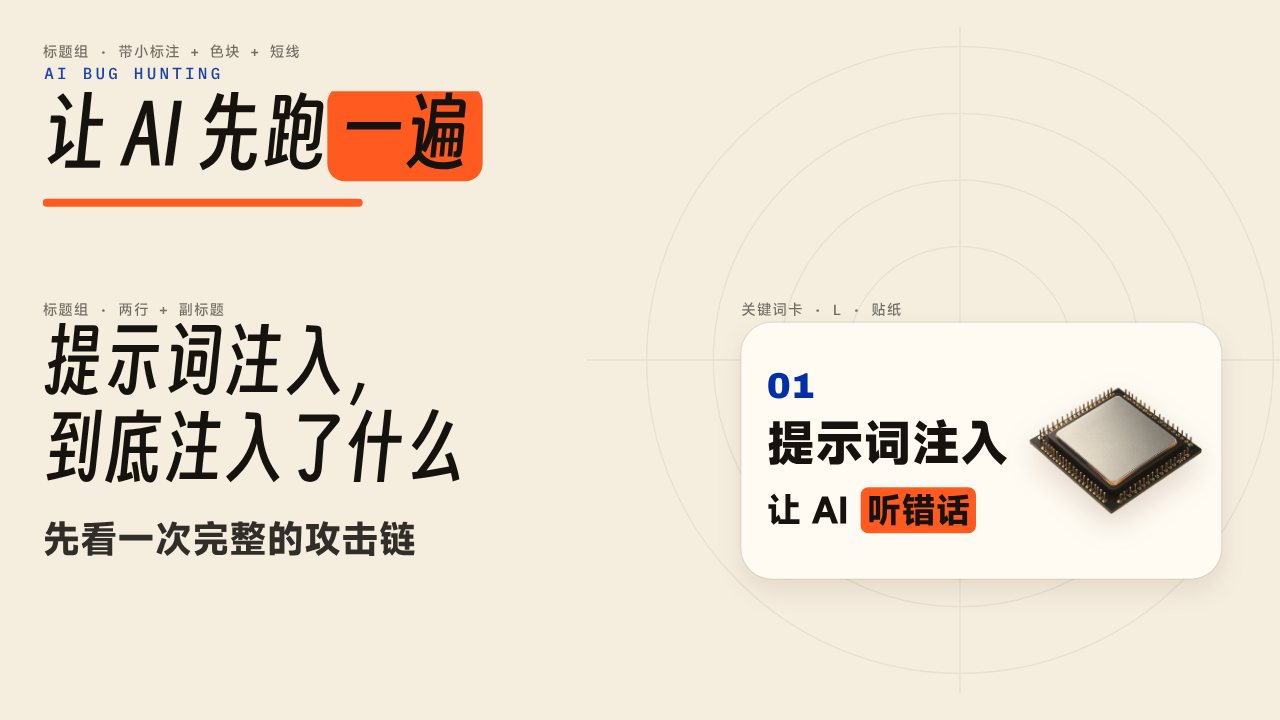 标题组 · 带小标注 + 色块 + 短线
AI BUG HUNTING
让 AI 先跑一遍
标题组 · 两行 + 副标题
提示词注入,
到底注入了什么
先看一次完整的攻击链
关键词卡 · L · 贴纸
01
提示词注入
让 AI 听错话